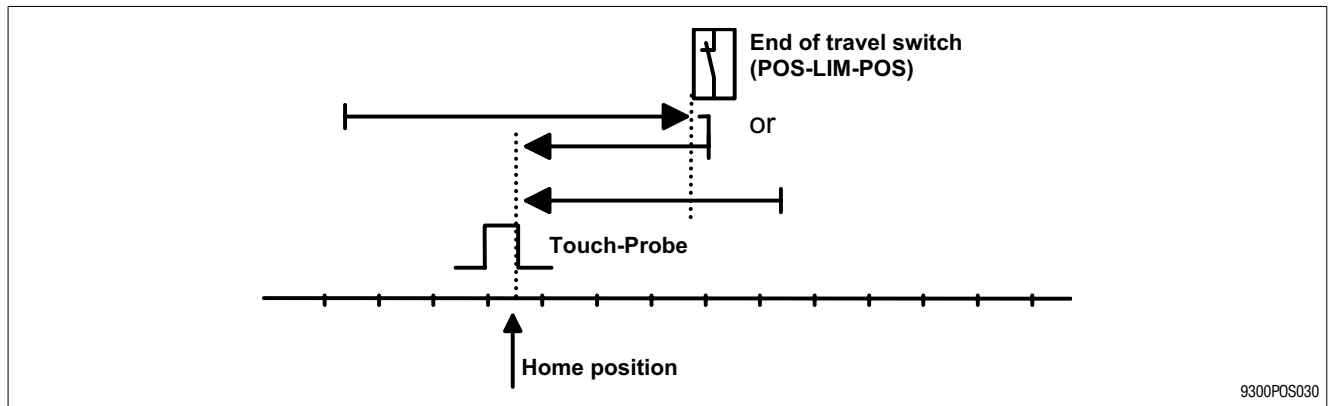 End of travel switch
(POS-LIM-POS)
or
Touch-Probe
Home position
9300POS030